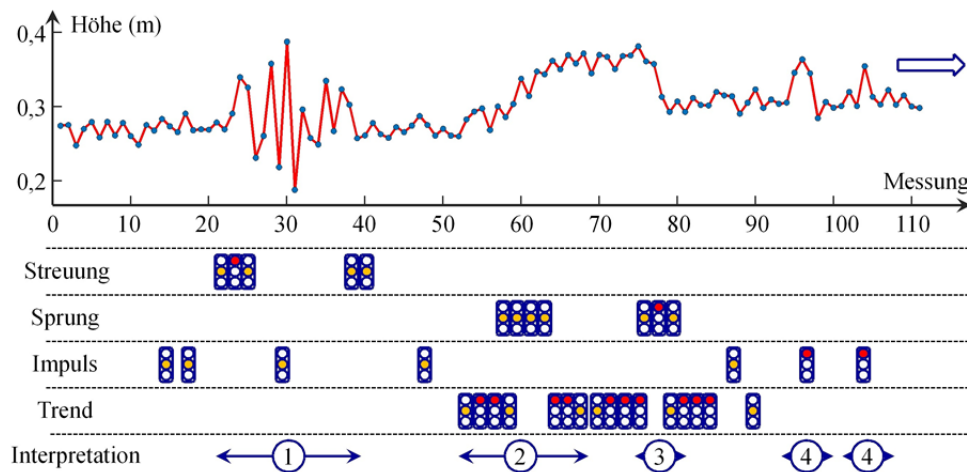 Höhe (m)
0,4
0,3
0,2
Messung
0 10 20 30 40 50 60 70 80 90 100 110
Streuung
Sprung
Impuls
Trend
Interpretation 1 2 3 4 4